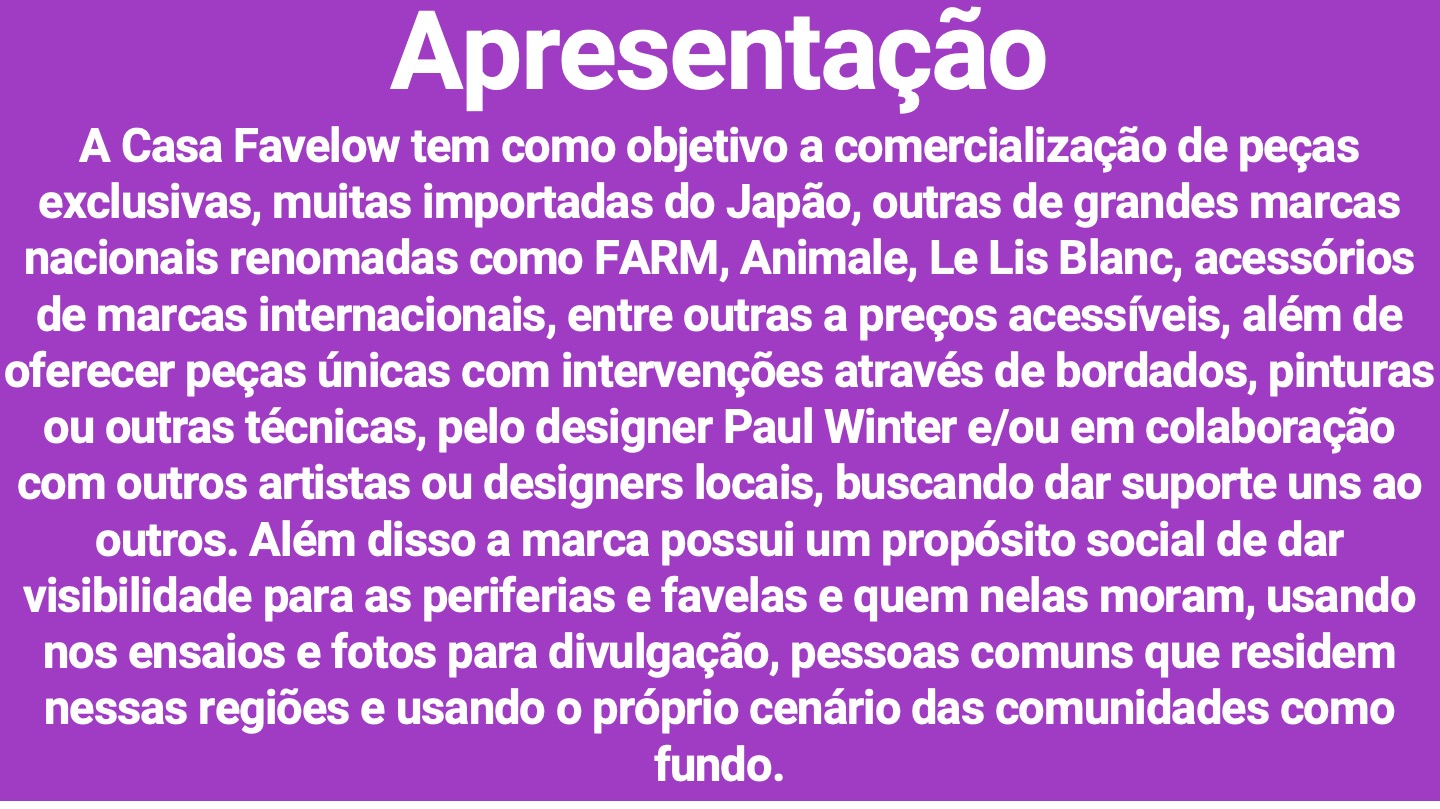 Apresentação
A Casa Favelow tem como objetivo a comercialização de peças
exclusivas, muitas importadas do Japão, outras de grandes marcas
nacionais renomadas como FARM, Animale, Le Lis Blanc, acessórios
de marcas internacionais, entre outras a preços acessíveis, além de
oferecer peças únicas com intervenções através de bordados, pinturas
ou outras técnicas, pelo designer Paul Winter e/ou em colaboração
com outros artistas ou designers locais, buscando dar suporte uns ao
outros. Além disso a marca possui um propósito social de dar
visibilidade para as periferias e favelas e quem nelas moram, usando
nos ensaios e fotos para divulgação, pessoas comuns que residem
nessas regiões e usando o próprio cenário das comunidades como
fundo.